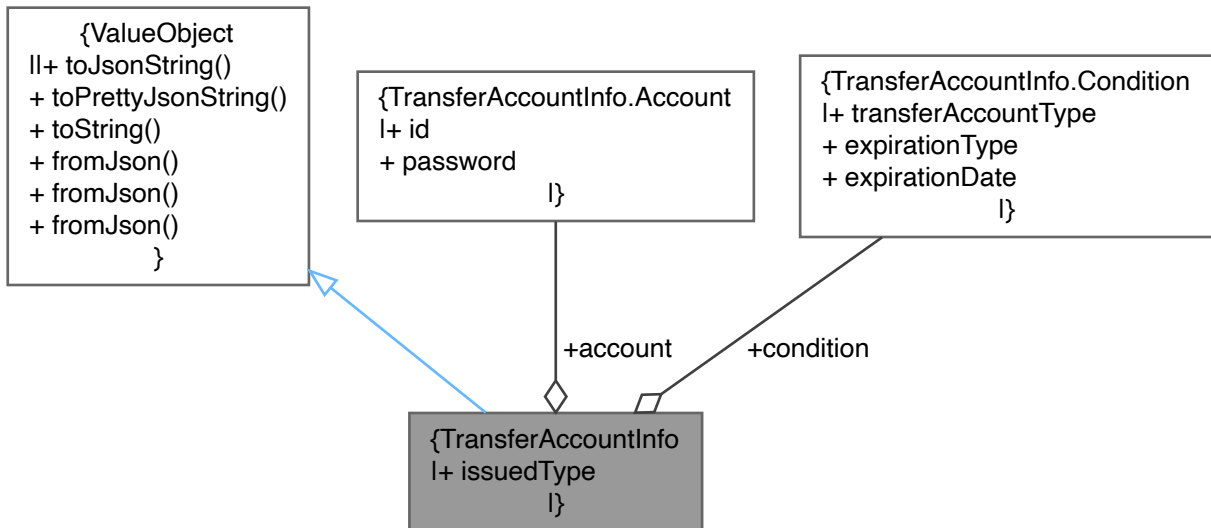 {ValueObject
||+ toJsonString()
+ toPrettyJsonString()
+ toString()
+ fromJson()
+ fromJson()
+ fromJson()
}
{TransferAccountInfo.Account
|+ id
+ password
|}
{TransferAccountInfo.Condition
|+ transferAccountType
+ expirationType
+ expirationDate
|}
+account
+condition
{TransferAccountInfo
|+ issuedType
|}